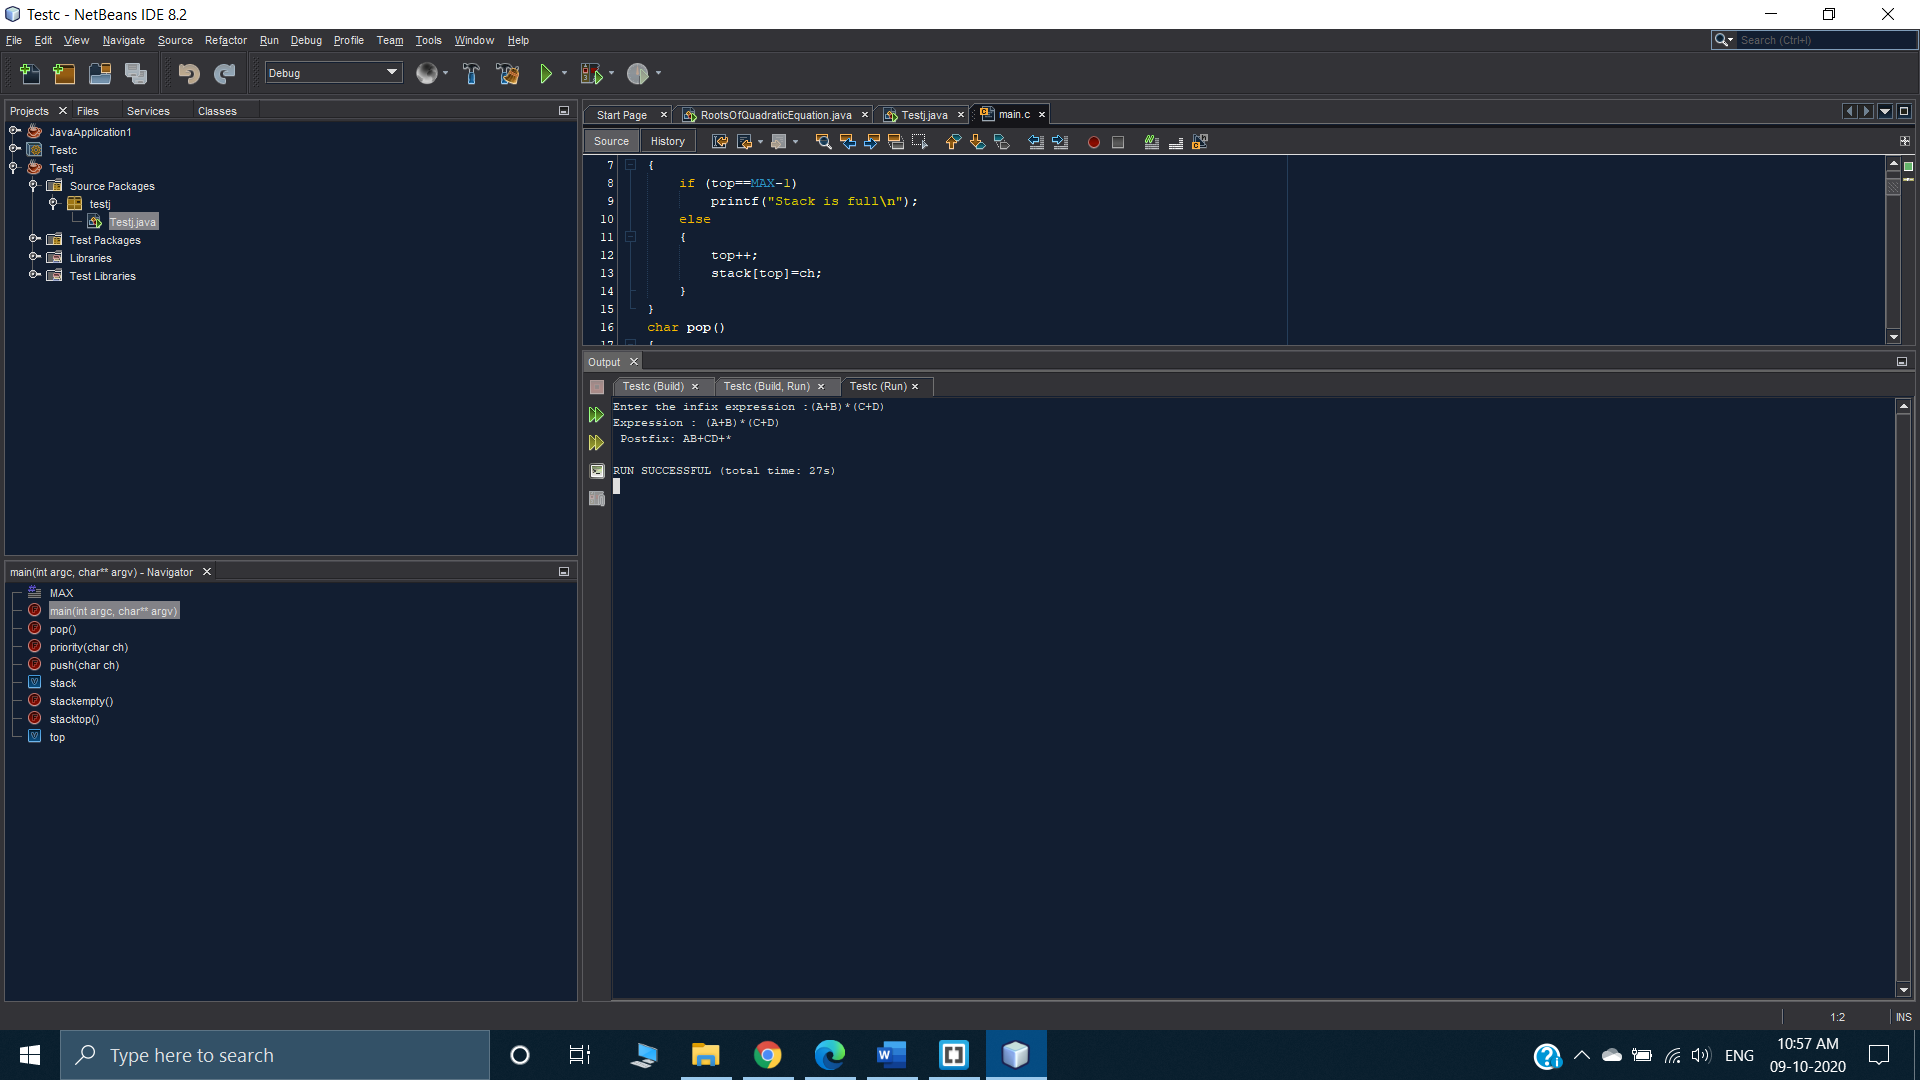 Testc - NetBeans IDE 8.2
File Edit View Navigate Source Refactor Run Debug Profile Team Tools Window Help
Search (Ctrl+I)
Debug
Projects Files Services Classes
JavaApplication1
Testc
Testj
Source Packages
testj
Testj.java
Test Packages
Libraries
Test Libraries
main(int argc, char** argv) - Navigator
MAX
main(int argc, char** argv)
pop()
priority(char ch)
push(char ch)
stack
stackempty()
stacktop()
top
Start Page RootsOfQuadraticEquation.java Testj.java main.c
Source History
7 {
8 if (top==MAX-1)
9 printf("Stack is full\n");
10 else
11 {
12 top++;
13 stack[top]=ch;
14 }
15 }
16 char pop()
17 {
Output
Testc (Build) Testc (Build, Run) Testc (Run)
Enter the infix expression :(A+B)*(C+D)
Expression : (A+B)*(C+D)
Postfix: AB+CD+*
RUN SUCCESSFUL (total time: 27s)
1:2 INS
Type here to search
ENG
10:57 AM
09-10-2020